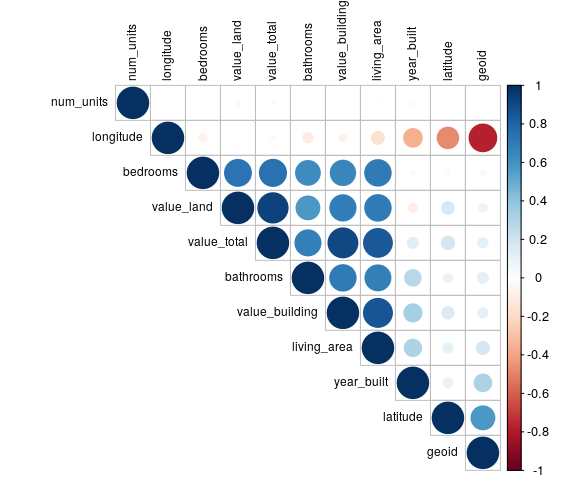 num_units
longitude
bedrooms
value_land
value_total
bathrooms
value_building
living_area
year_built
latitude
geoid
num_units
longitude
bedrooms
value_land
value_total
bathrooms
value_building
living_area
year_built
latitude
geoid
1
0.8
0.6
0.4
0.2
0
-0.2
-0.4
-0.6
-0.8
-1